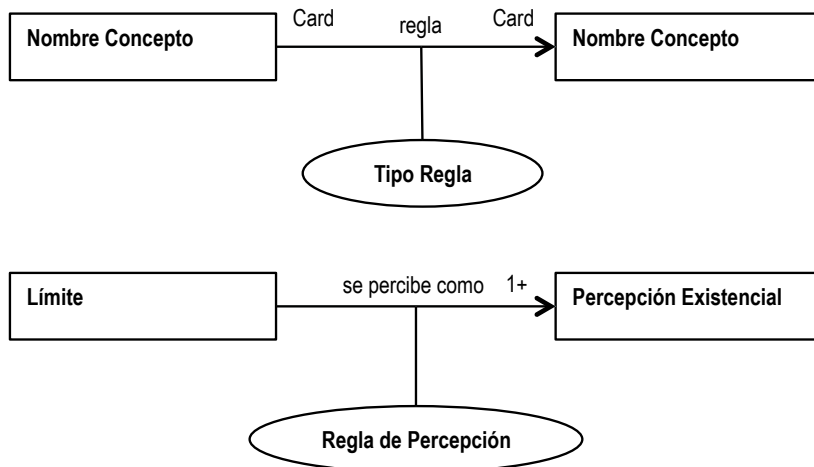 Card regla Card
Nombre Concepto Nombre Concepto
Tipo Regla
se percibe como 1+
Límite Percepción Existencial
Regla de Percepción